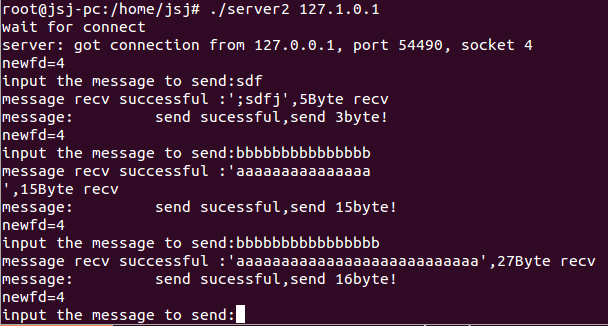 root@jsj-pc:/home/jsj# ./server2 127.1.0.1
wait for connect
server: got connection from 127.0.0.1, port 54490, socket 4
newfd=4
input the message to send:sdf
message recv successful :';sdfj',5Byte recv
message:         send sucessful,send 3byte!
newfd=4
input the message to send:bbbbbbbbbbbbbbb
message recv successful :'aaaaaaaaaaaaaaa
',15Byte recv
message:         send sucessful,send 15byte!
newfd=4
input the message to send:bbbbbbbbbbbbbbbb
message recv successful :'aaaaaaaaaaaaaaaaaaaaaaaaaaa',27Byte recv
message:         send sucessful,send 16byte!
newfd=4
input the message to send: